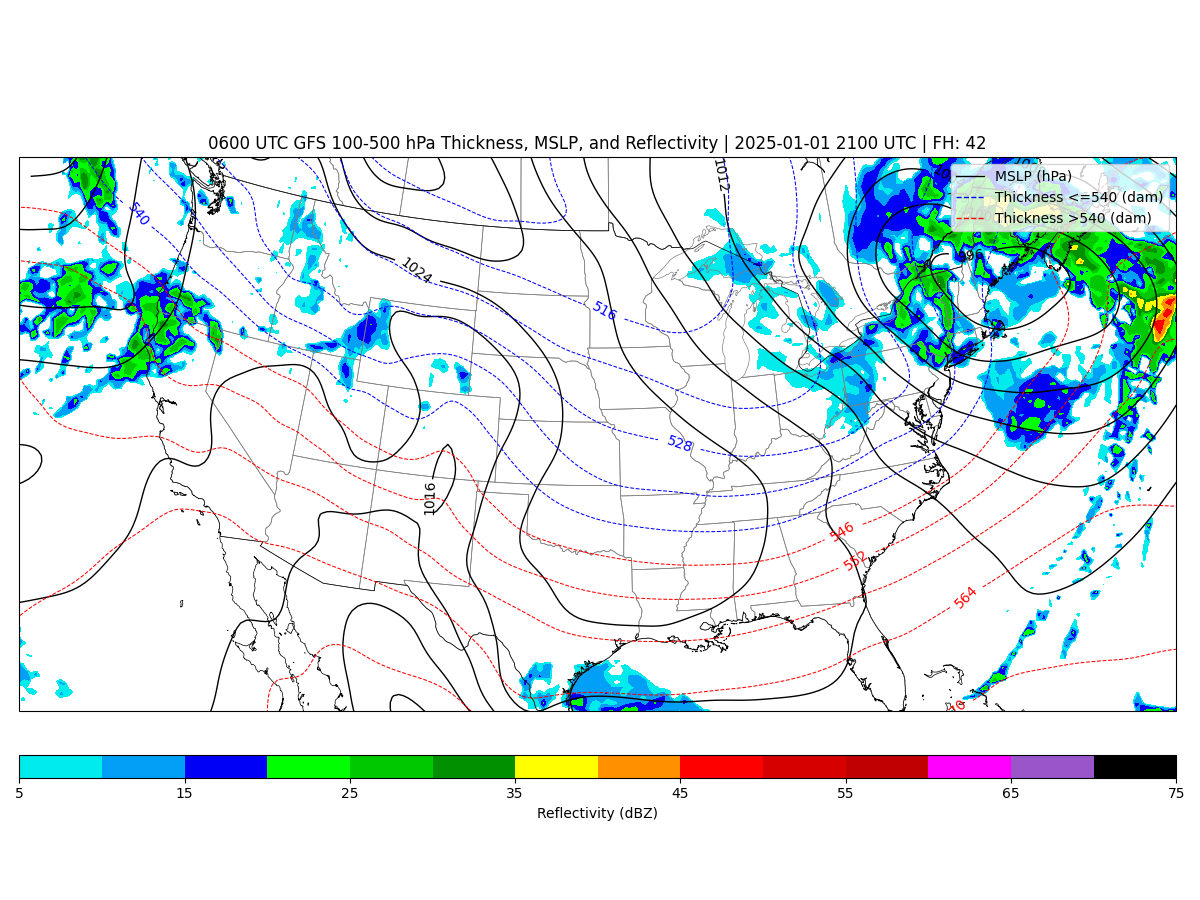 0600 UTC GFS 100-500 hPa Thickness, MSLP, and Reflectivity | 2025-01-01 2100 UTC | FH: 42
MSLP (hPa)
Thickness <=540 (dam)
Thickness >540 (dam)
1012
540
1024
516
528
1016
546
552
564
5 15 25 35 45 55 65 75
Reflectivity (dBZ)